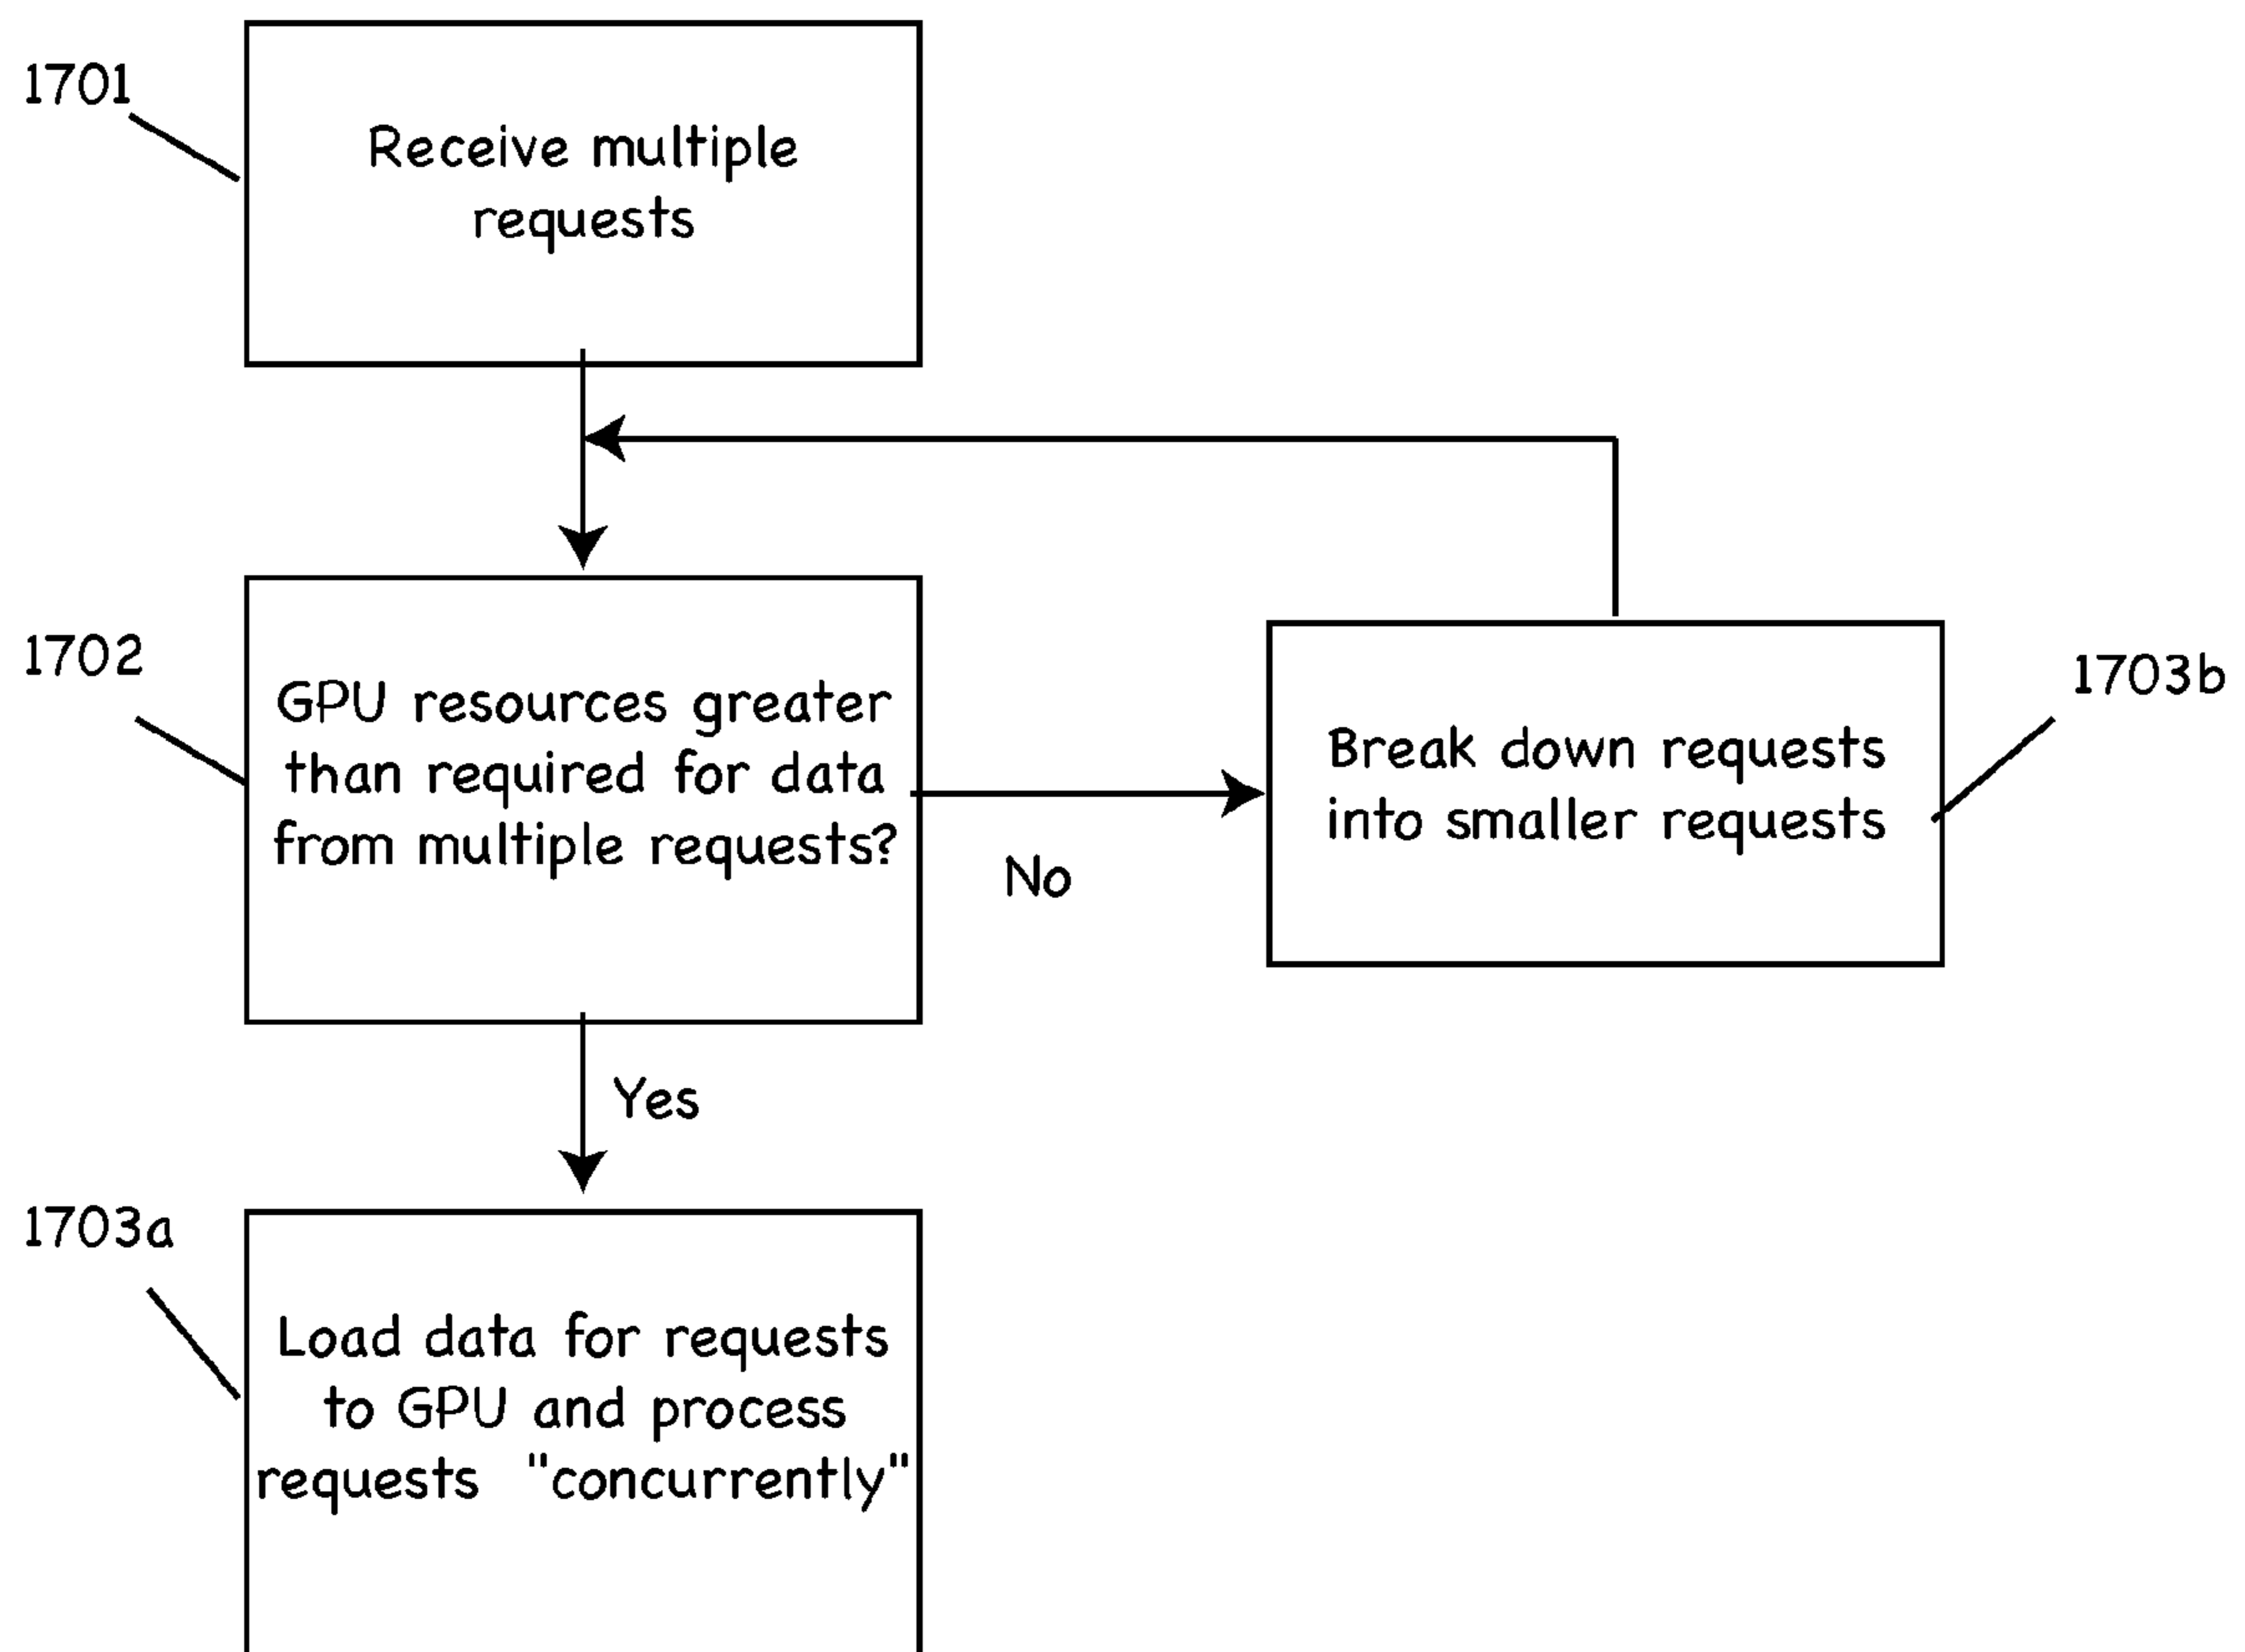 1701
Receive multiple
requests
1702
GPU resources greater
than required for data
from multiple requests?
No
1703b
Break down requests
into smaller requests
Yes
1703a
Load data for requests
to GPU and process
requests "concurrently"